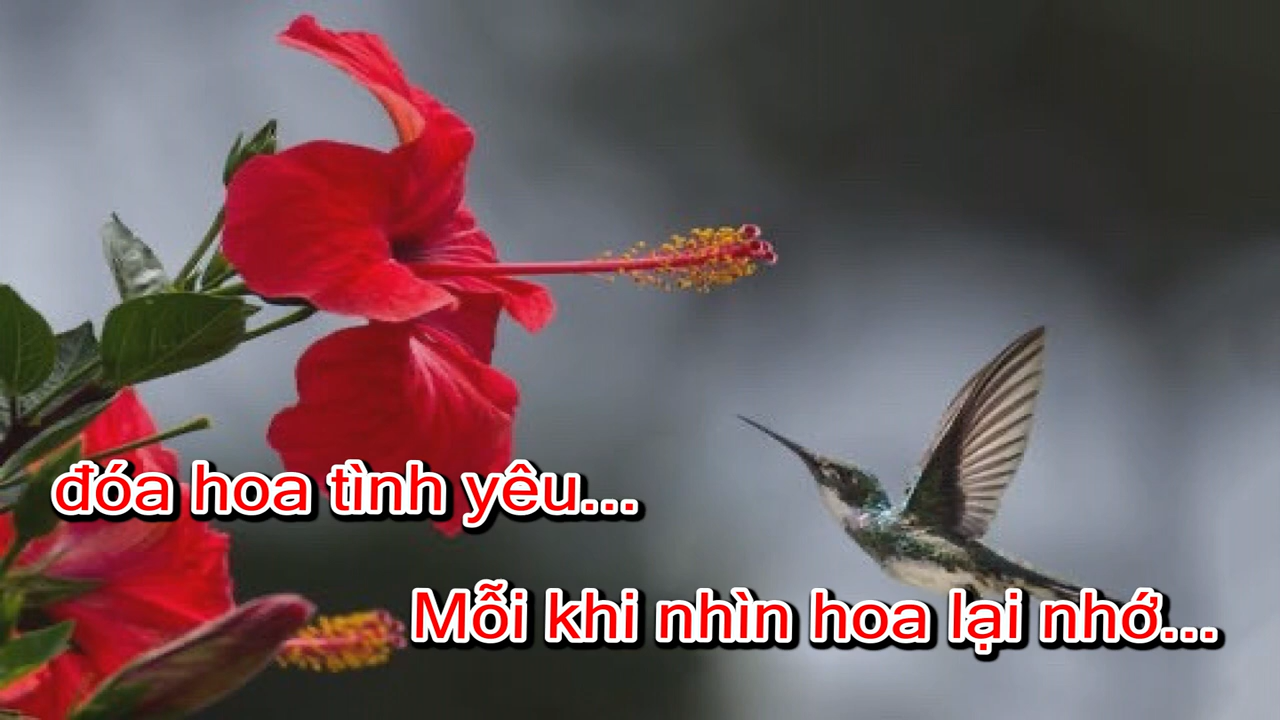 đóa hoa tình yêu...
Mỗi khi nhìn hoa lại nhớ...